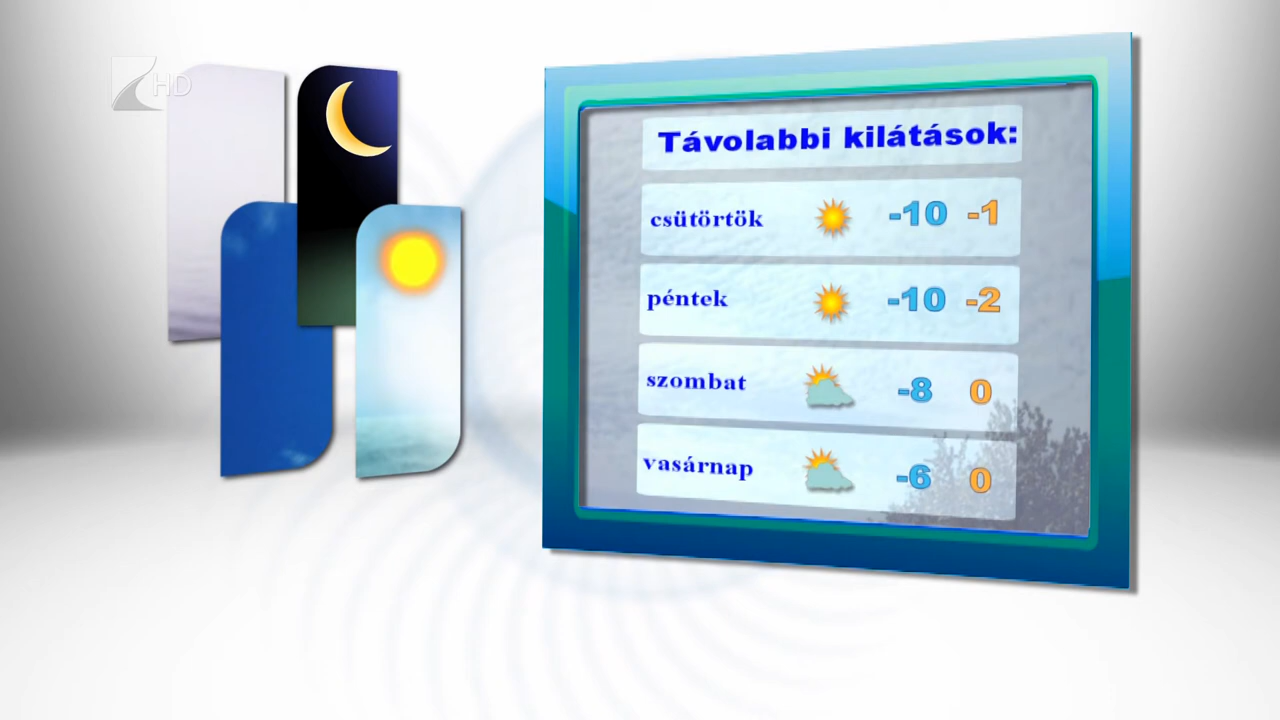 HD
Távolabbi kilátások:
csütörtök -10 -1
péntek -10 -2
szombat -8 0
vasárnap -6 0